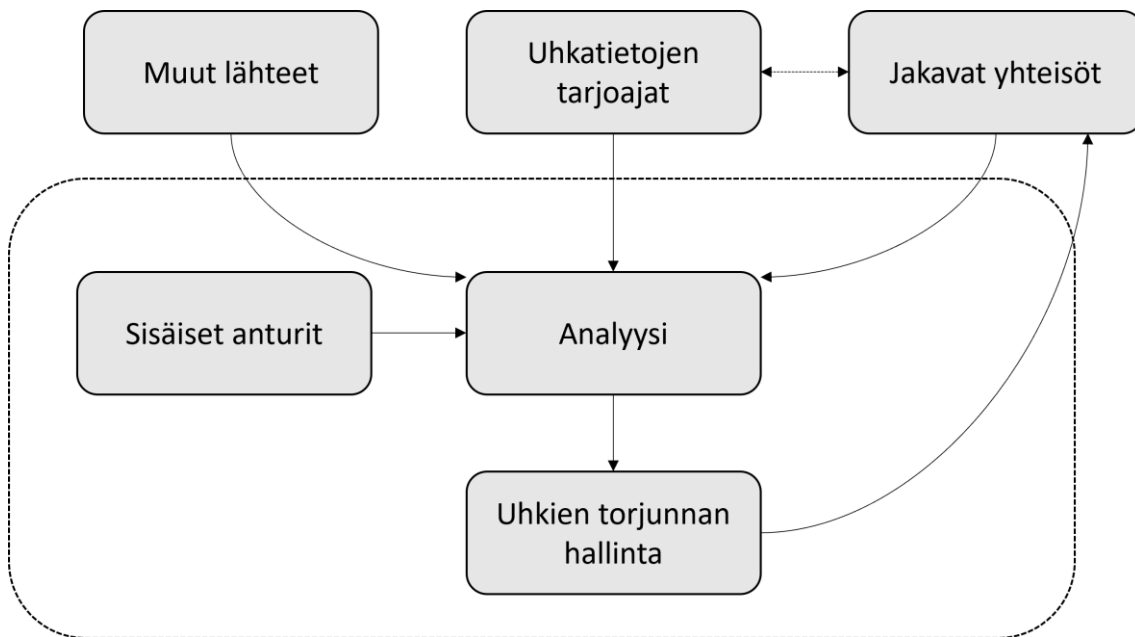 Muut lähteet
Uhkatietojen
tarjoajat
Jakavat yhteisöt
Sisäiset anturit
Analyysi
Uhkien torjunnan
hallinta